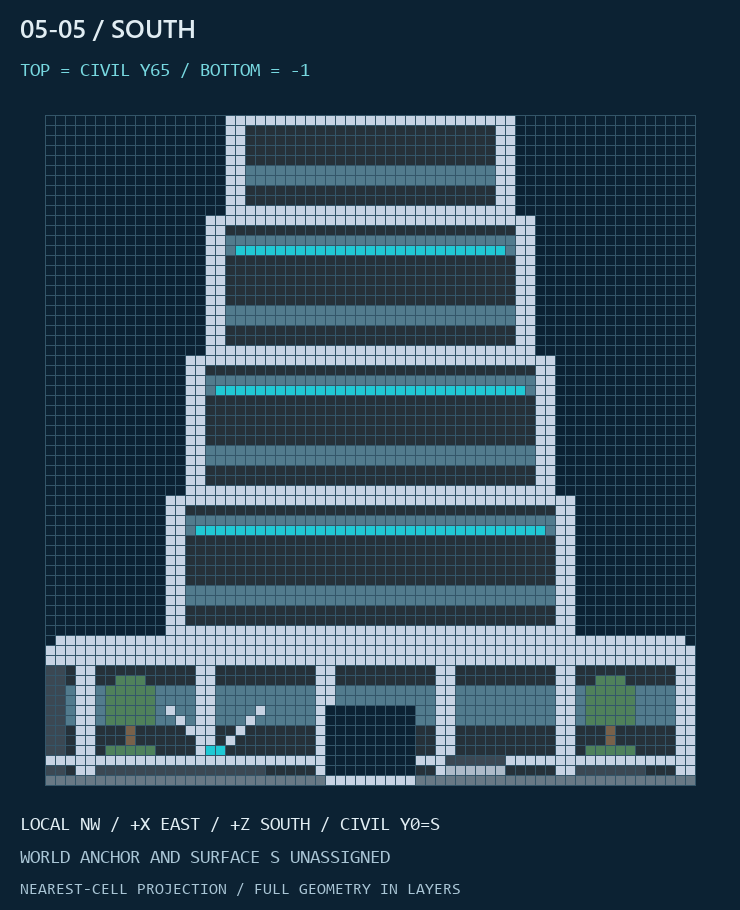 05-05 / SOUTH
TOP = CIVIL Y65 / BOTTOM = -1
LOCAL NW / +X EAST / +Z SOUTH / CIVIL Y0=S
WORLD ANCHOR AND SURFACE S UNASSIGNED
NEAREST-CELL PROJECTION / FULL GEOMETRY IN LAYERS